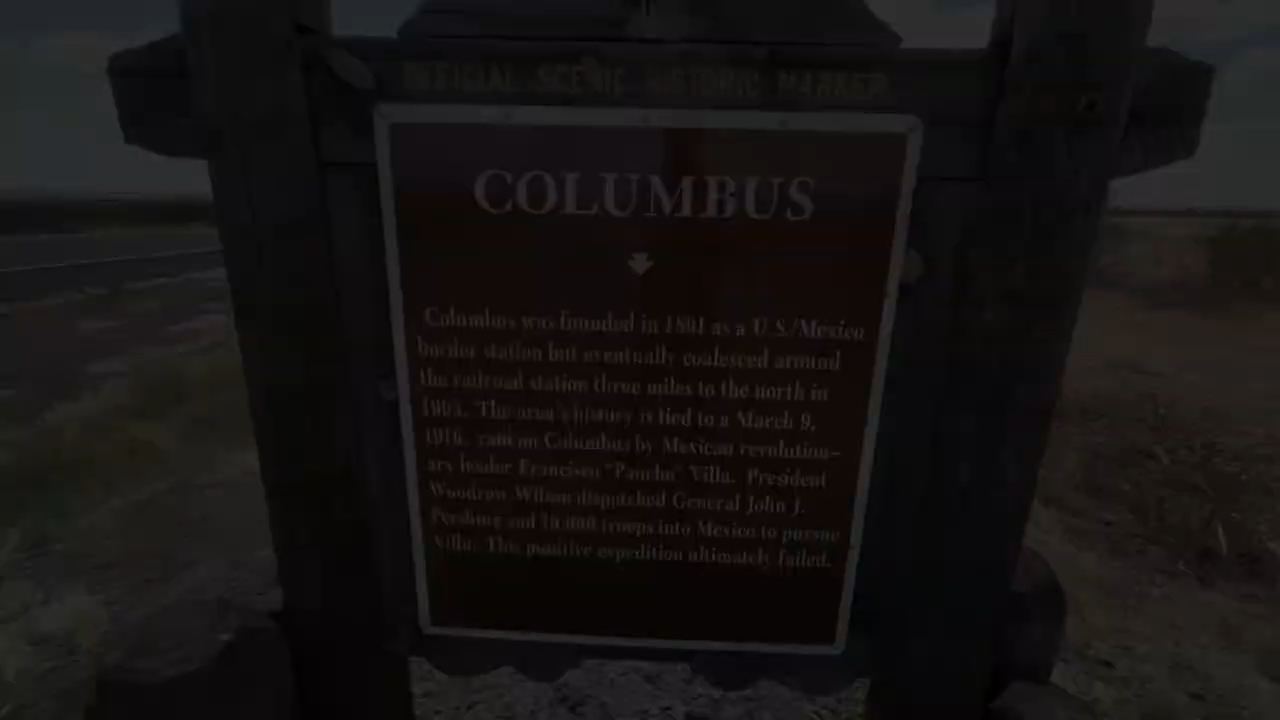 OFFICIAL SCENIC HISTORIC MARKER
COLUMBUS
Columbus was founded in 1891 as a U.S./Mexico
border station but eventually coalesced around
the railroad station three miles to the north in
1903. The area's history is tied to a March 9,
1916, raid on Columbus by Mexican revolution-
ary leader Francisco "Pancho" Villa. President
Woodrow Wilson dispatched General John J.
Pershing and 10,000 troops into Mexico to pursue
Villa. This punitive expedition ultimately failed.